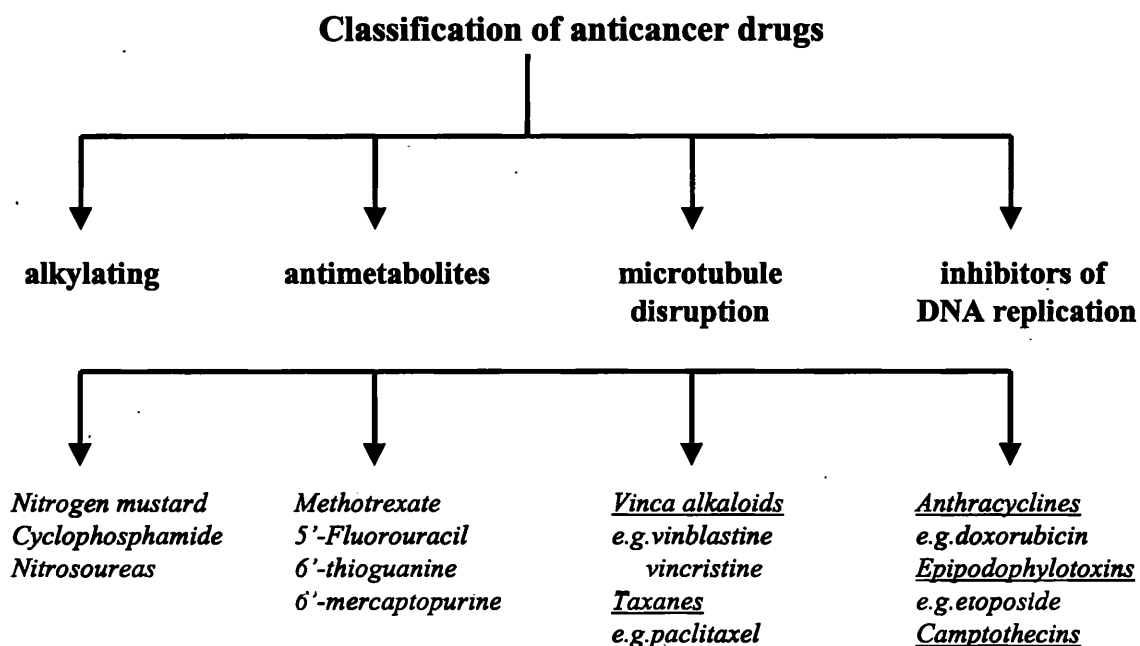 Classification of anticancer drugs
alkylating
antimetabolites
microtubule
disruption
inhibitors of
DNA replication
Nitrogen mustard
Cyclophosphamide
Nitrosoureas
Methotrexate
5'-Fluorouracil
6'-thioguanine
6'-mercaptopurine
Vinca alkaloids
e.g.vinblastine
vincristine
Taxanes
e.g.paclitaxel
Anthracyclines
e.g.doxorubicin
Epipodophylotoxins
e.g.etoposide
Camptothecins